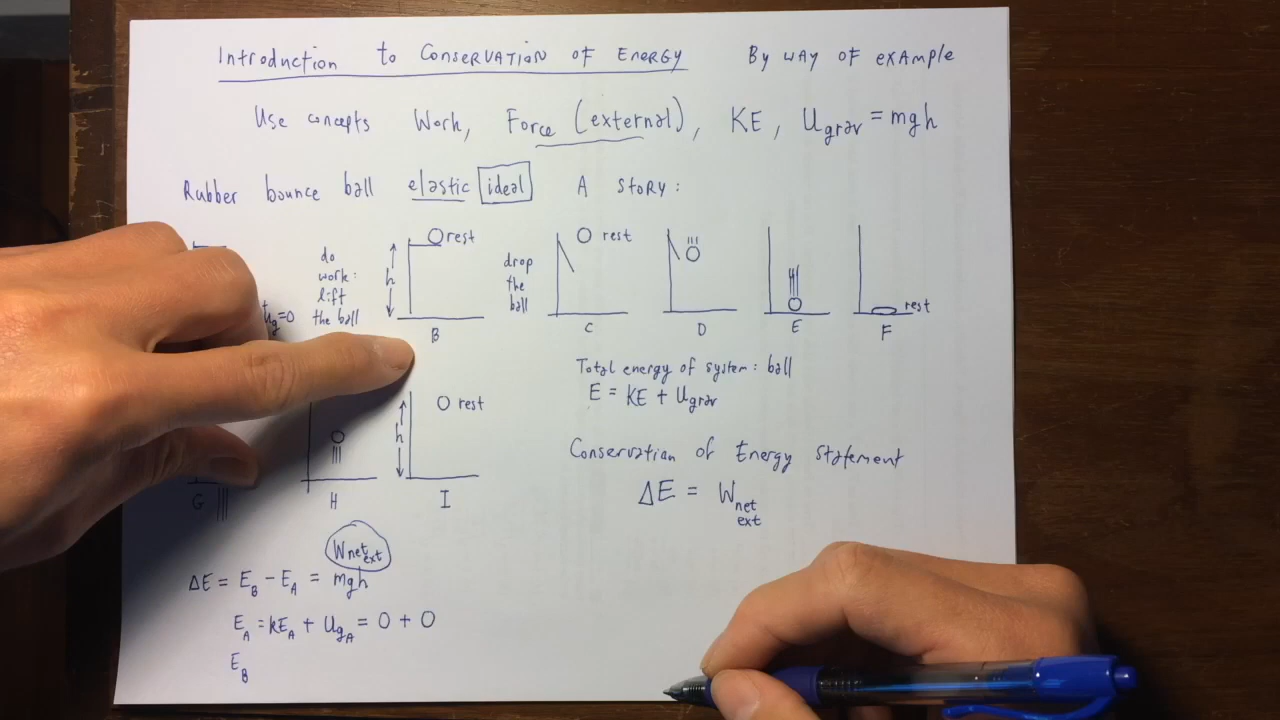 Introduction to Conservation of Energy By way of example
Use concepts Work, Force (external), KE, Ugrav = mgh
Rubber bounce ball elastic ideal A story:
do
work:
lift
the ball
Ug=0
h
rest
B
drop
the
ball
rest
C
D
E
rest
F
Total energy of system: ball
E = KE + Ugrav
G
H
h
rest
I
Conservation of Energy statement
ΔE = Wnet
ext
Wnet ext
ΔE = EB - EA = mgh
EA = KEA + UgA = 0 + 0
EB